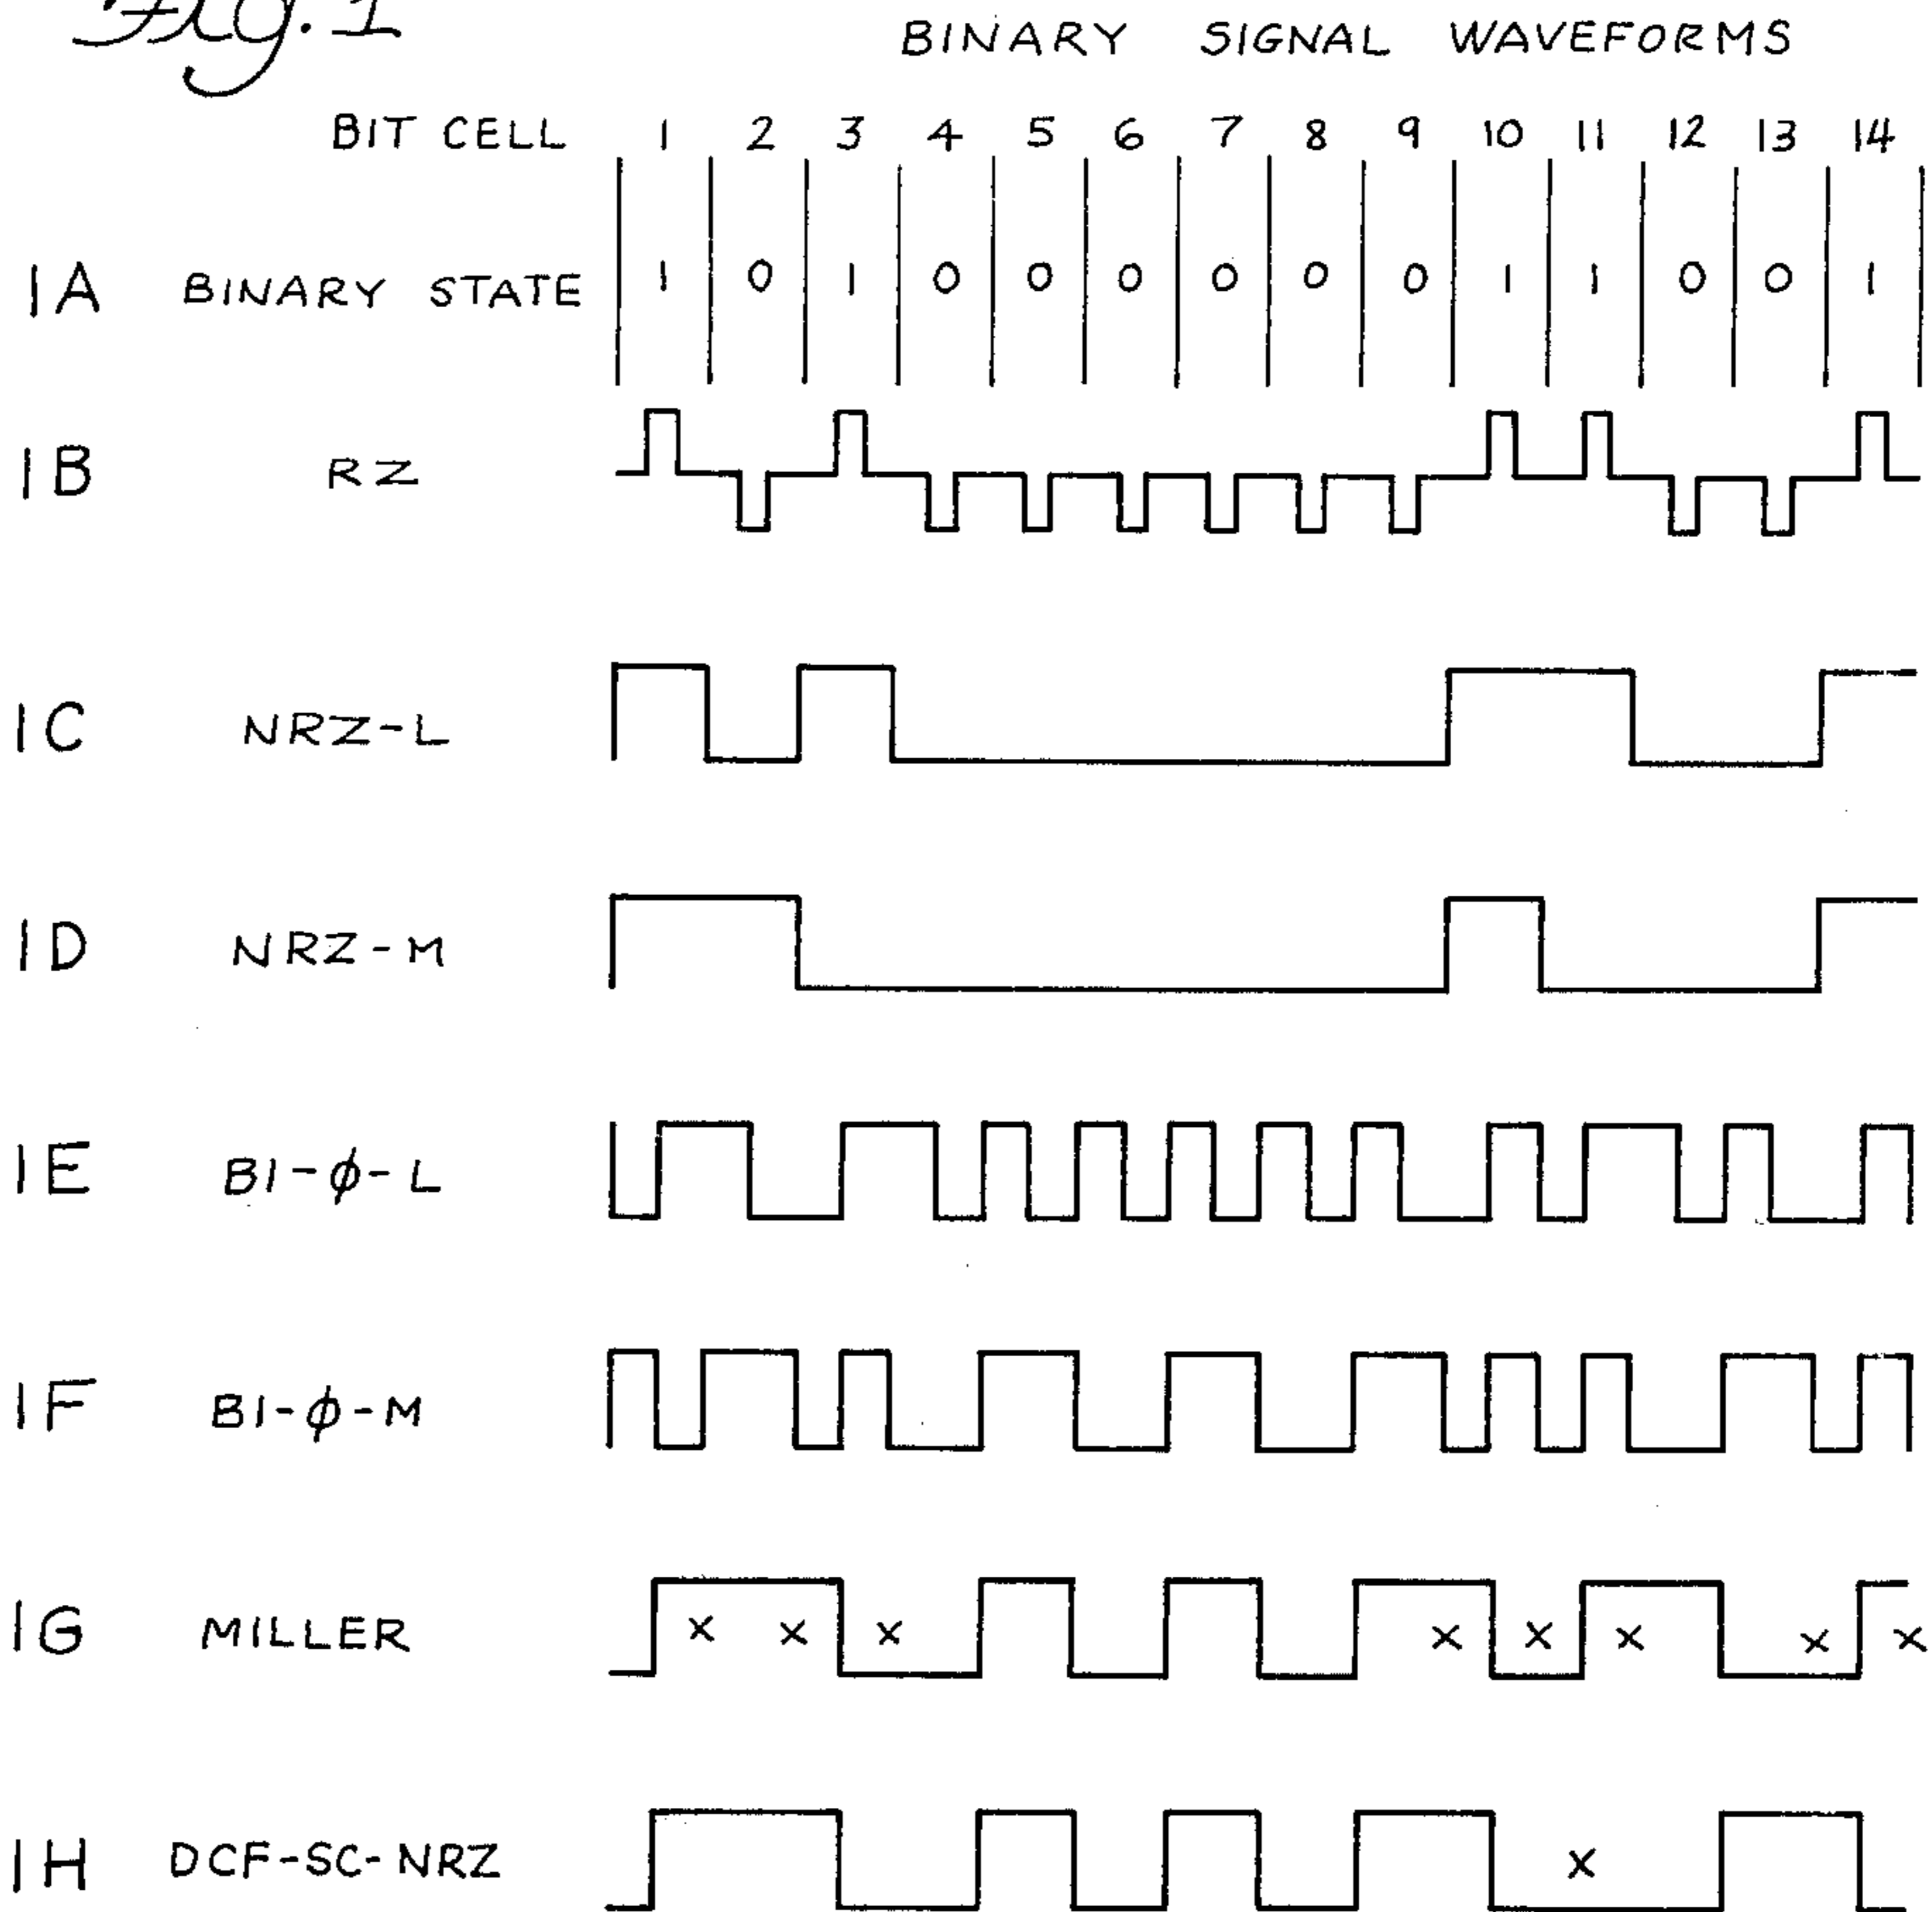 Fig. 1
BINARY SIGNAL WAVEFORMS
BIT CELL 1 2 3 4 5 6 7 8 9 10 11 12 13 14
1A BINARY STATE 1 0 1 0 0 0 0 0 0 1 1 0 0 1
1B RZ
1C NRZ-L
1D NRZ-M
1E BI-ϕ-L
1F BI-ϕ-M
1G MILLER X X X X X X X X
1H DCF-SC-NRZ X